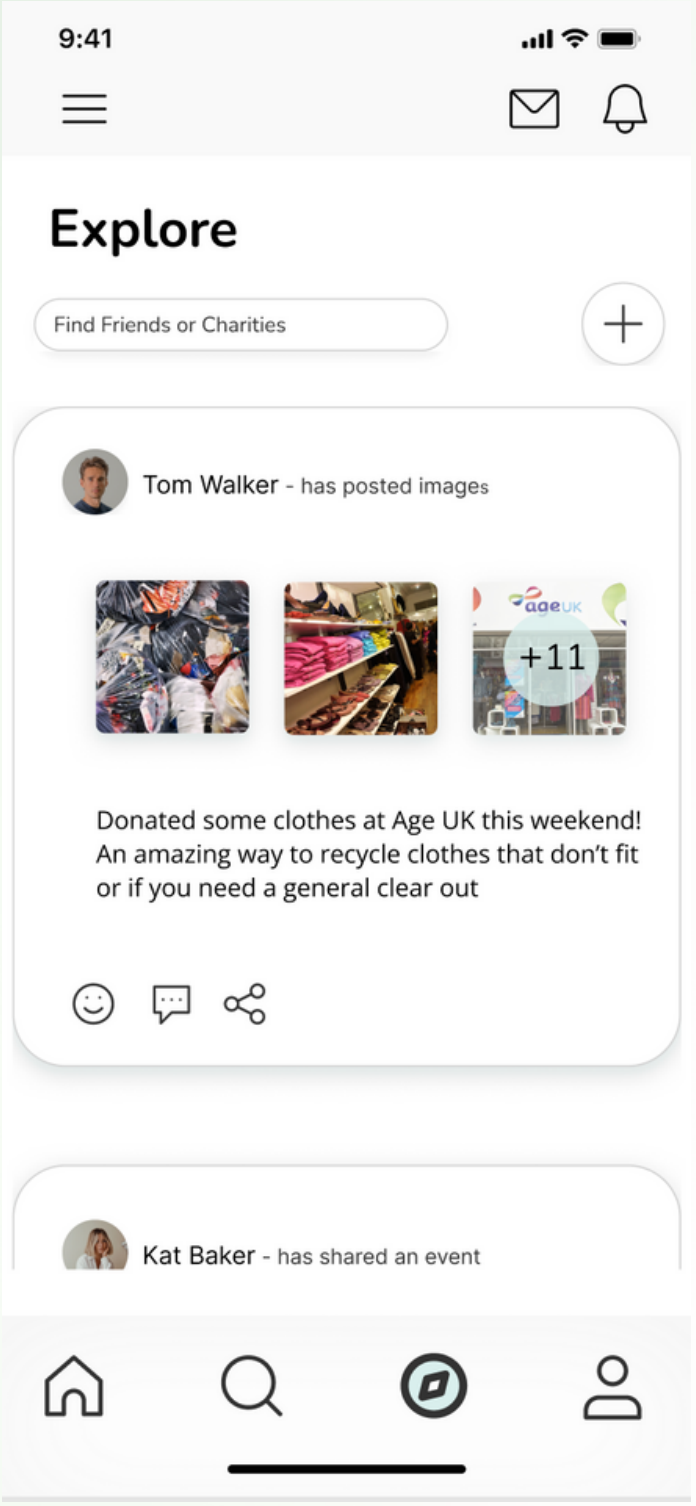 9:41
Explore
Find Friends or Charities
Tom Walker - has posted images
age UK
+11
Donated some clothes at Age UK this weekend!
An amazing way to recycle clothes that don’t fit
or if you need a general clear out
Kat Baker - has shared an event